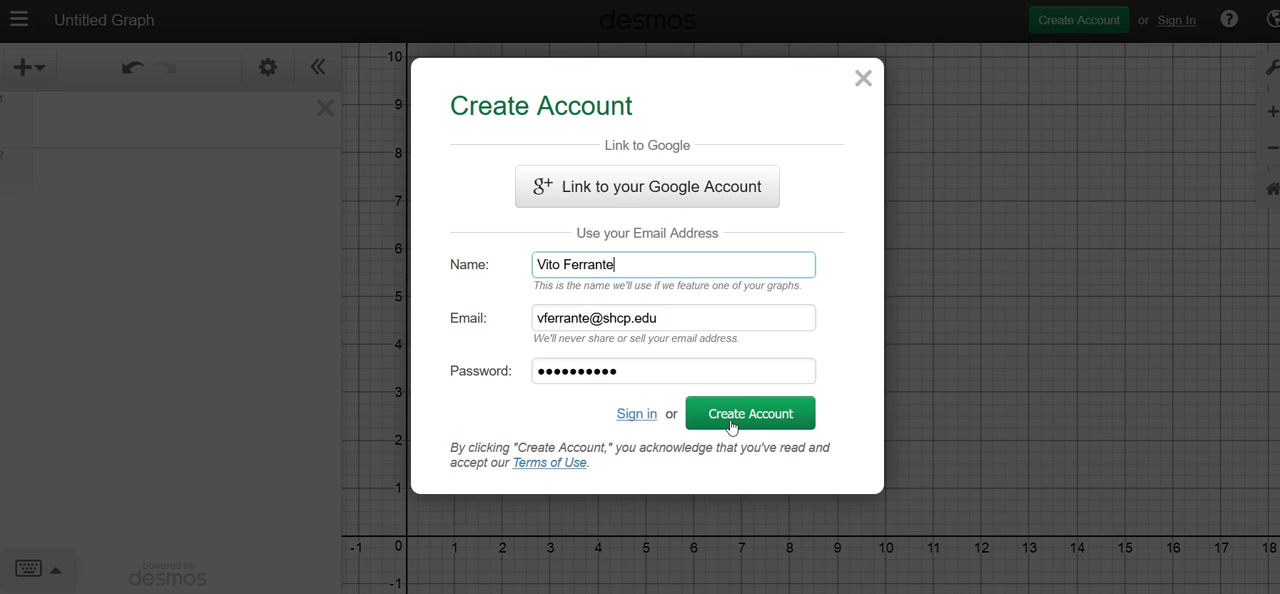 Untitled Graph
desmos
Create Account or Sign In ?
1
2
Create Account
Link to Google
g+ Link to your Google Account
Use your Email Address
Name: Vito Ferrante
This is the name we'll use if we feature one of your graphs.
Email: vferrante@shcp.edu
We'll never share or sell your email address.
Password: ••••••••••
Sign in or Create Account
By clicking "Create Account," you acknowledge that you've read and
accept our Terms of Use.
10
9
8
7
6
5
4
3
2
1
-1 0 1 2 3 4 5 6 7 8 9 10 11 12 13 14 15 16 17 18
-1
powered by
desmos